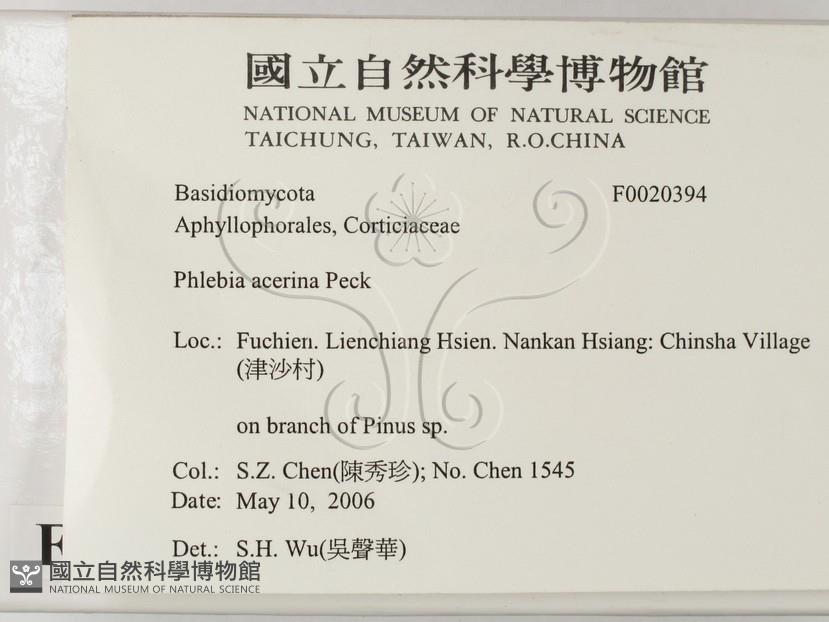 國立自然科學博物館
NATIONAL MUSEUM OF NATURAL SCIENCE
TAICHUNG, TAIWAN, R.O.CHINA
Basidiomycota F0020394
Aphyllophorales, Corticiaceae
Phlebia acerina Peck
Loc.: Fuchien. Lienchiang Hsien. Nankan Hsiang: Chinsha Village
(津沙村)
on branch of Pinus sp.
Col.: S.Z. Chen(陳秀珍); No. Chen 1545
Date: May 10, 2006
Det.: S.H. Wu(吳聲華)
國立自然科學博物館
NATIONAL MUSEUM OF NATURAL SCIENCE